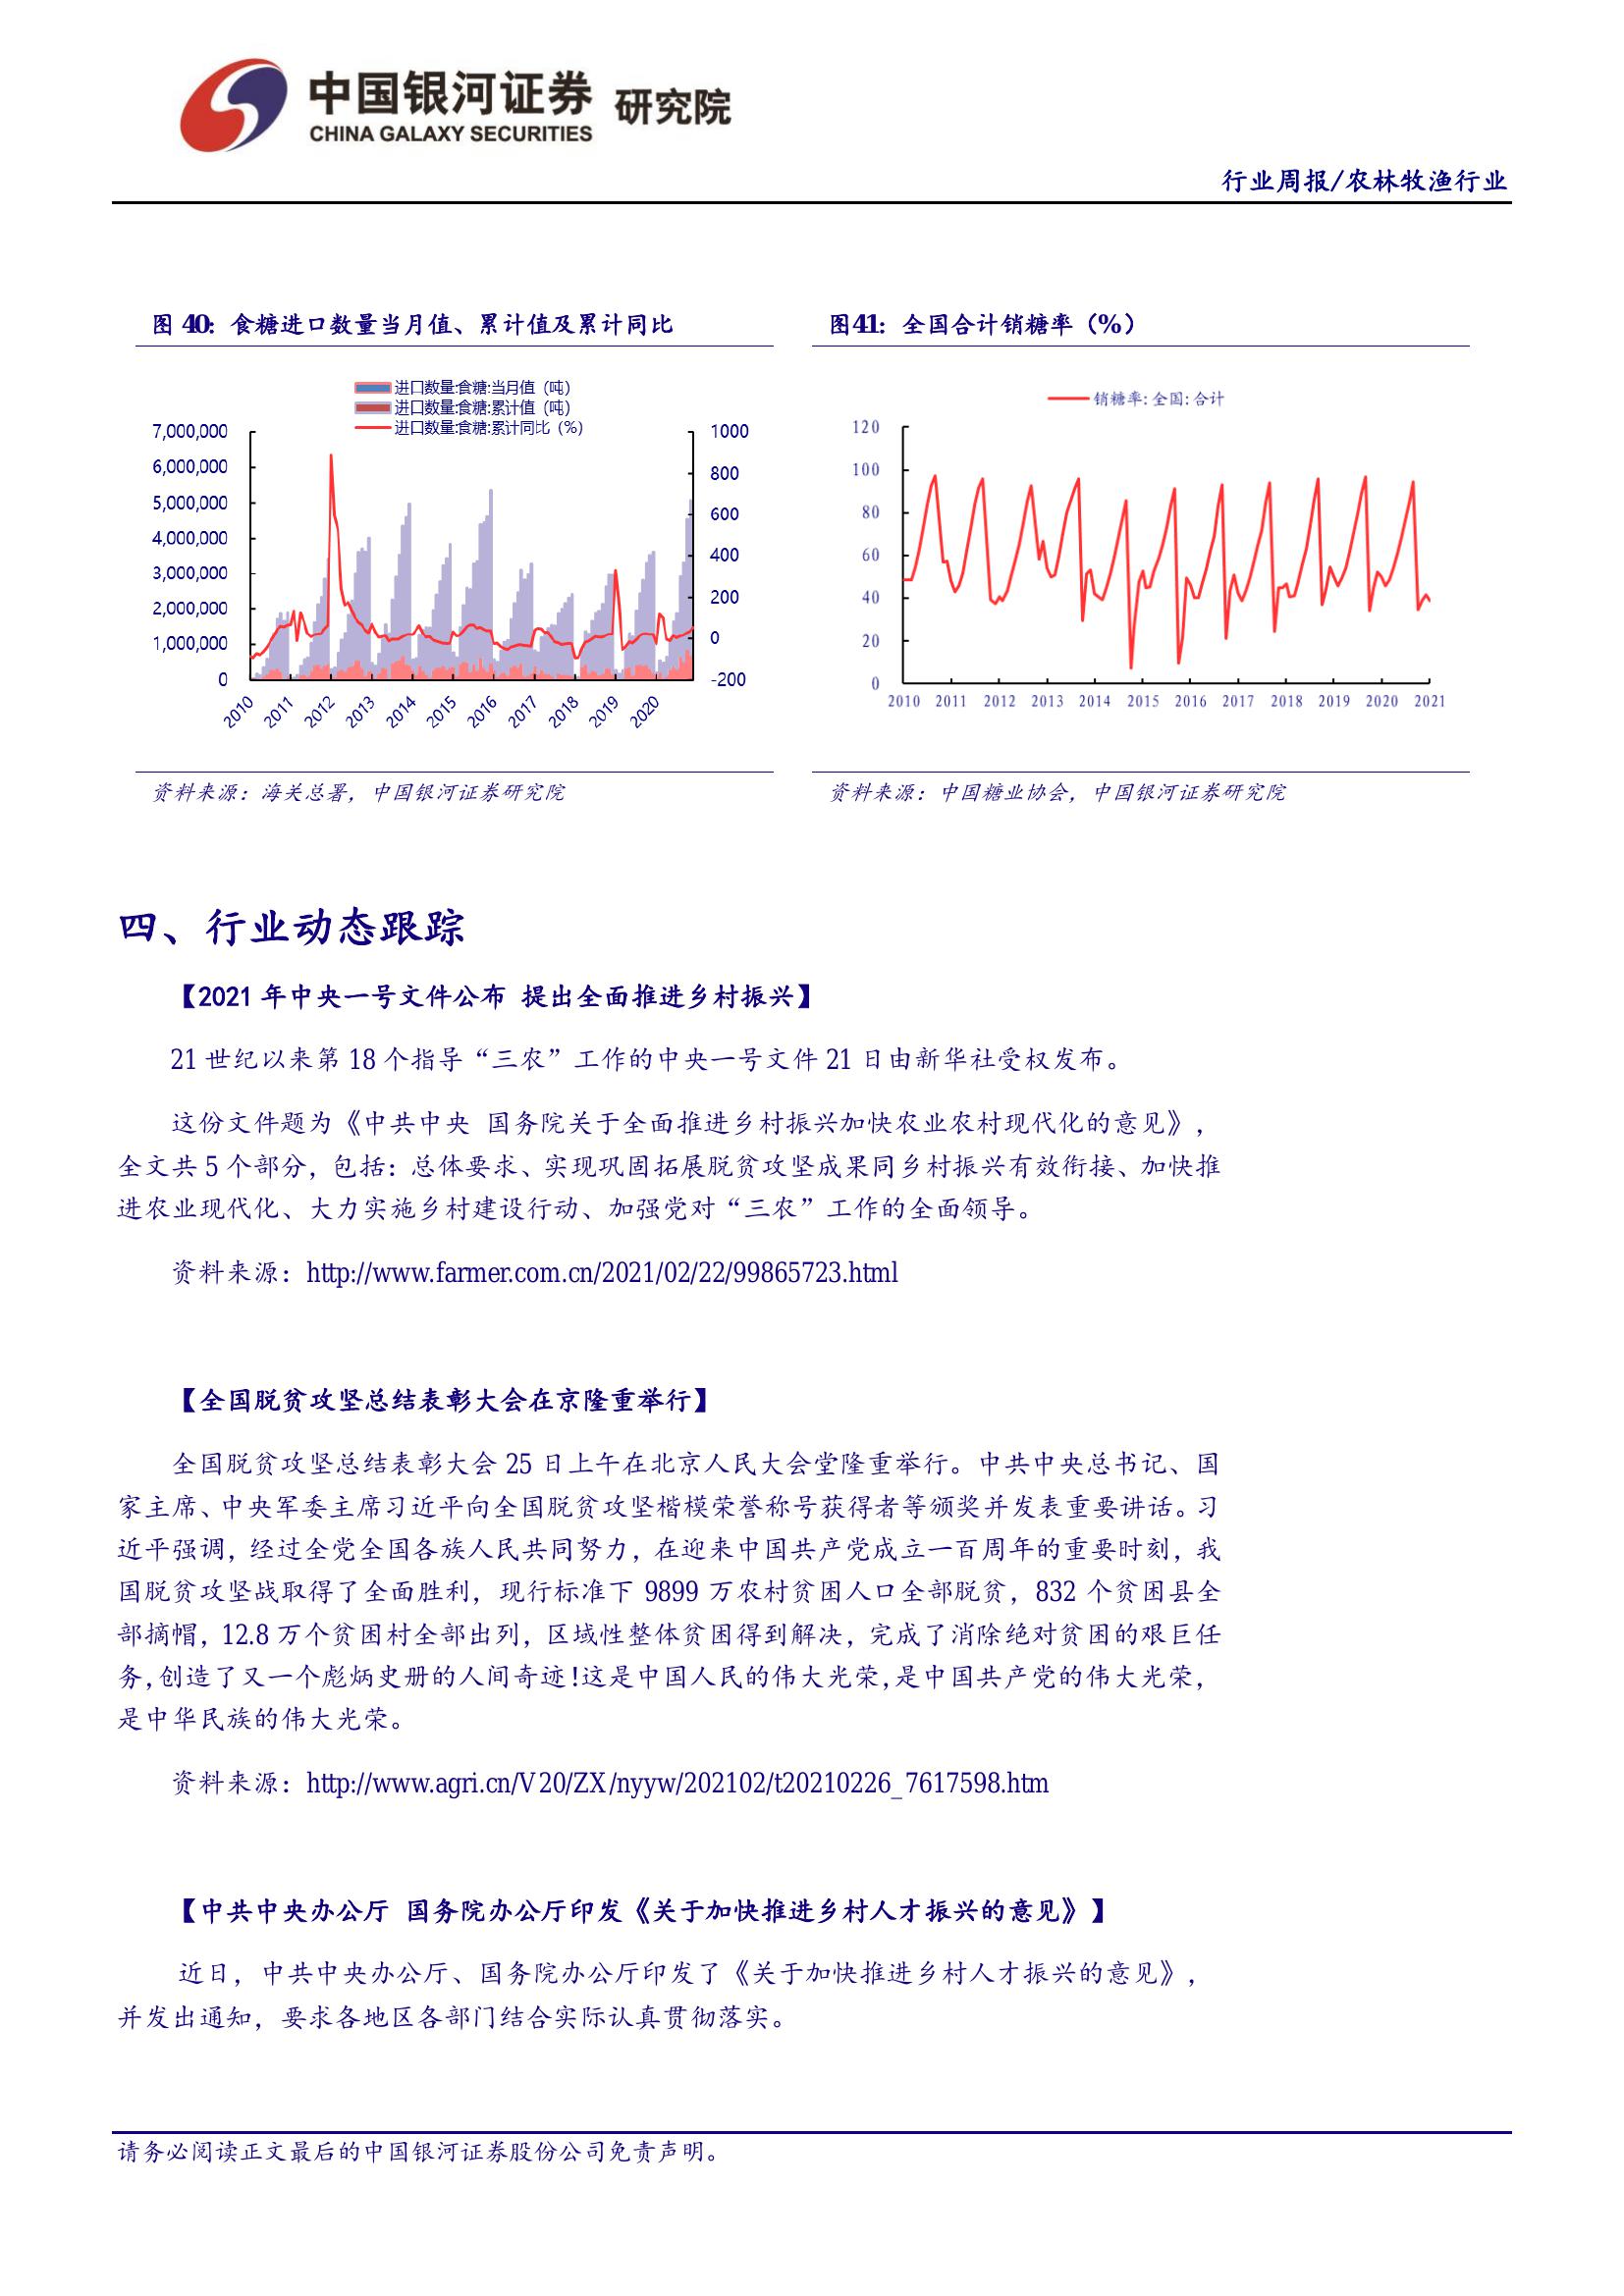 中国银河证券 研究院
CHINA GALAXY SECURITIES
行业周报/农林牧渔行业
图 40：食糖进口数量当月值、累计值及累计同比
进口数量:食糖:当月值（吨）
进口数量:食糖:累计值（吨）
进口数量:食糖:累计同比（%）
7,000,000
6,000,000
5,000,000
4,000,000
3,000,000
2,000,000
1,000,000
0
1000
800
600
400
200
0
-200
2010 2011 2012 2013 2014 2015 2016 2017 2018 2019 2020
资料来源：海关总署，中国银河证券研究院
图41：全国合计销糖率（%）
销糖率:全国:合计
120
100
80
60
40
20
0
2010 2011 2012 2013 2014 2015 2016 2017 2018 2019 2020 2021
资料来源：中国糖业协会，中国银河证券研究院
四、行业动态跟踪
【2021 年中央一号文件公布 提出全面推进乡村振兴】
21 世纪以来第 18 个指导“三农”工作的中央一号文件 21 日由新华社受权发布。
这份文件题为《中共中央 国务院关于全面推进乡村振兴加快农业农村现代化的意见》，
全文共 5 个部分，包括：总体要求、实现巩固拓展脱贫攻坚成果同乡村振兴有效衔接、加快推
进农业现代化、大力实施乡村建设行动、加强党对“三农”工作的全面领导。
资料来源：http://www.farmer.com.cn/2021/02/22/99865723.html
【全国脱贫攻坚总结表彰大会在京隆重举行】
全国脱贫攻坚总结表彰大会 25 日上午在北京人民大会堂隆重举行。中共中央总书记、国
家主席、中央军委主席习近平向全国脱贫攻坚楷模荣誉称号获得者等颁奖并发表重要讲话。习
近平强调，经过全党全国各族人民共同努力，在迎来中国共产党成立一百周年的重要时刻，我
国脱贫攻坚战取得了全面胜利，现行标准下 9899 万农村贫困人口全部脱贫，832 个贫困县全
部摘帽，12.8 万个贫困村全部出列，区域性整体贫困得到解决，完成了消除绝对贫困的艰巨任
务,创造了又一个彪炳史册的人间奇迹!这是中国人民的伟大光荣,是中国共产党的伟大光荣，
是中华民族的伟大光荣。
资料来源：http://www.agri.cn/V20/ZX/nyyw/202102/t20210226_7617598.htm
【中共中央办公厅 国务院办公厅印发《关于加快推进乡村人才振兴的意见》】
近日，中共中央办公厅、国务院办公厅印发了《关于加快推进乡村人才振兴的意见》，
并发出通知，要求各地区各部门结合实际认真贯彻落实。
请务必阅读正文最后的中国银河证券股份公司免责声明。